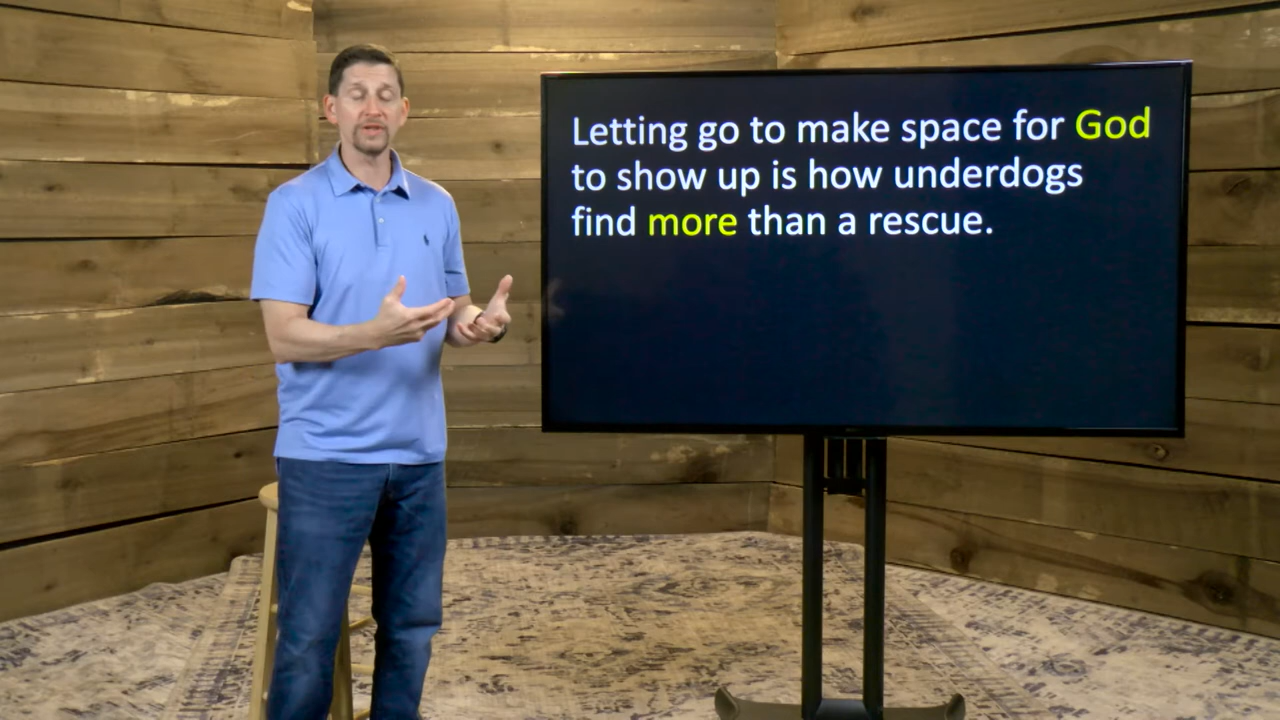 Letting go to make space for God
to show up is how underdogs
find more than a rescue.